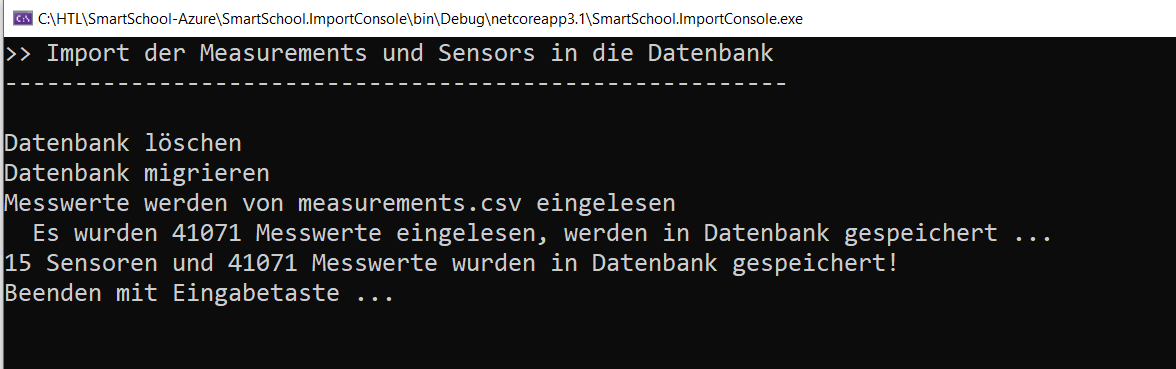 C:\HTL\SmartSchool-Azure\SmartSchool.ImportConsole\bin\Debug\netcoreapp3.1\SmartSchool.ImportConsole.exe
>> Import der Measurements und Sensors in die Datenbank
--------------------------------------------------------
Datenbank löschen
Datenbank migrieren
Messwerte werden von measurements.csv eingelesen
  Es wurden 41071 Messwerte eingelesen, werden in Datenbank gespeichert ...
15 Sensoren und 41071 Messwerte wurden in Datenbank gespeichert!
Beenden mit Eingabetaste ...